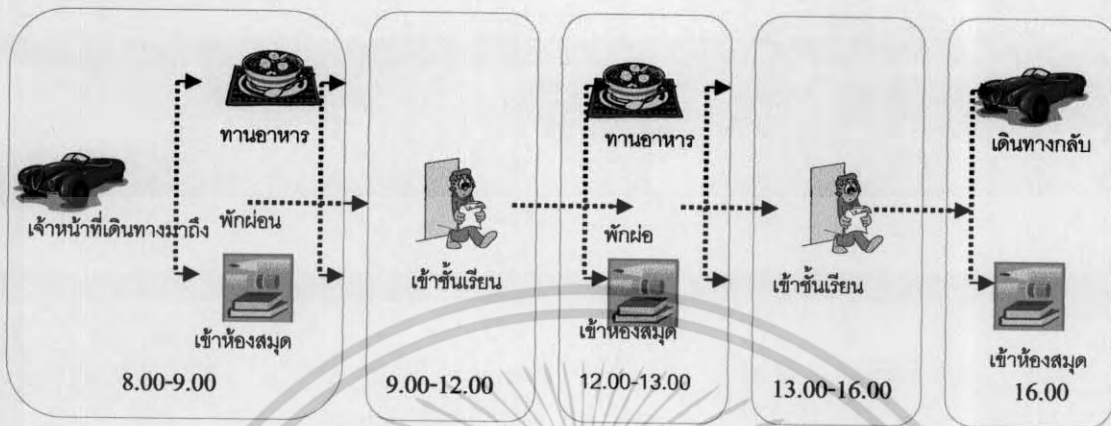 ทานอาหาร
เจ้าหน้าที่เดินทางมาถึง
พักผ่อน
เข้าห้องสมุด
8.00-9.00
เข้าชั้นเรียน
9.00-12.00
ทานอาหาร
พักผ่อ
เข้าห้องสมุด
12.00-13.00
เข้าชั้นเรียน
13.00-16.00
เดินทางกลับ
เข้าห้องสมุด
16.00